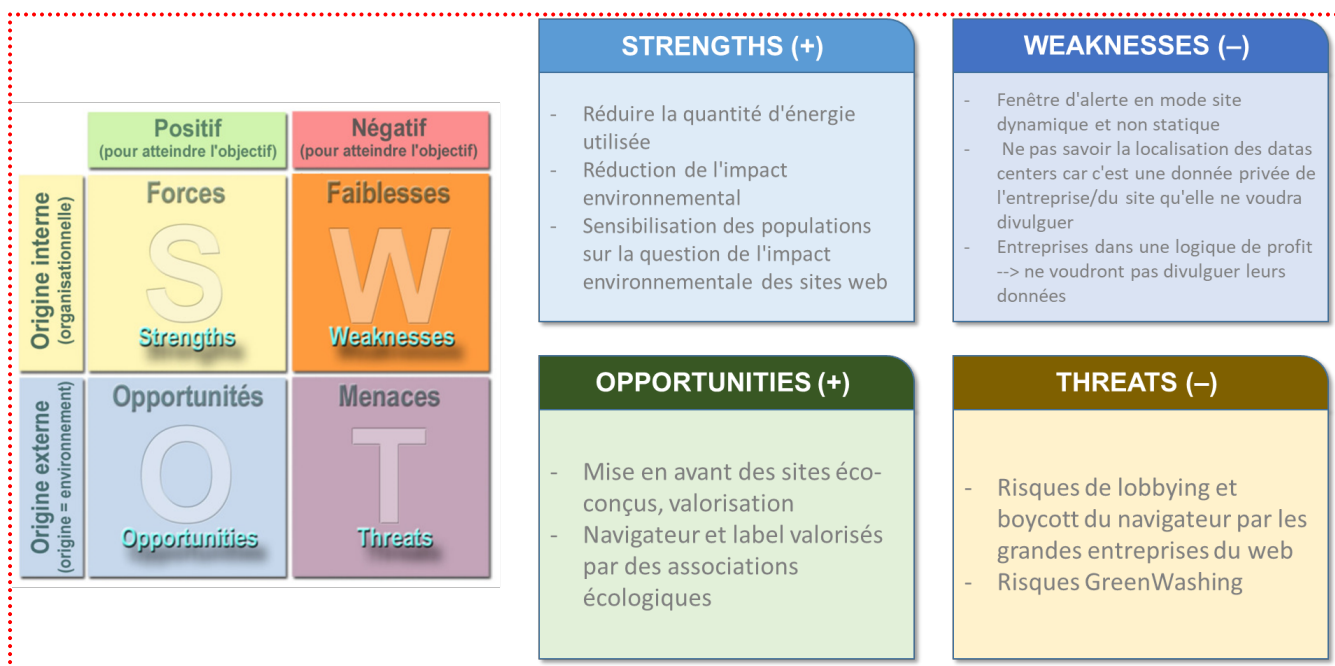 Positif
(pour atteindre l'objectif)
Négatif
(pour atteindre l'objectif)
Origine interne
(organisationnelle)
Forces
S
Strengths
Faiblesses
W
Weaknesses
Origine externe
(origine = environnement)
Opportunités
O
Opportunities
Menaces
T
Threats
STRENGTHS (+)
- Réduire la quantité d'énergie
utilisée
- Réduction de l'impact
environnemental
- Sensibilisation des populations
sur la question de l'impact
environnementale des sites web
WEAKNESSES (–)
- Fenêtre d'alerte en mode site
dynamique et non statique
- Ne pas savoir la localisation des datas
centers car c'est une donnée privée de
l'entreprise/du site qu'elle ne voudra
divulguer
- Entreprises dans une logique de profit
--> ne voudront pas divulguer leurs
données
OPPORTUNITIES (+)
- Mise en avant des sites éco-
conçus, valorisation
- Navigateur et label valorisés
par des associations
écologiques
THREATS (–)
- Risques de lobbying et
boycott du navigateur par les
grandes entreprises du web
- Risques GreenWashing